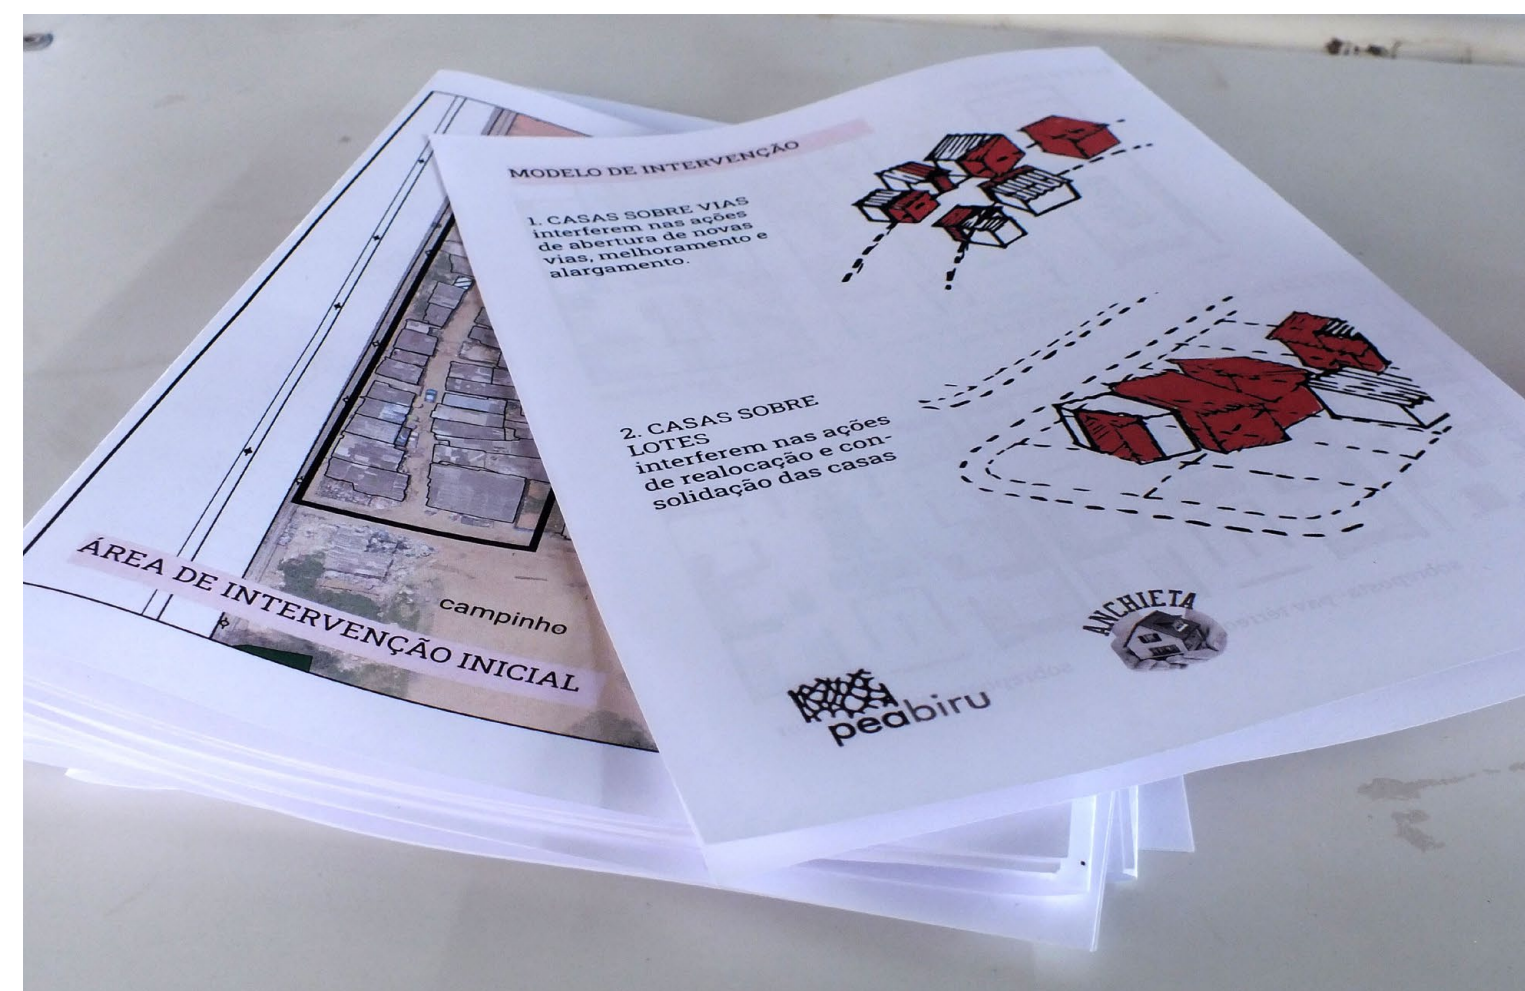 MODELO DE INTERVENÇÃO
1. CASAS SOBRE VIAS
interferem nas ações
de abertura de novas
vias, melhoramento e
alargamento.
2. CASAS SOBRE
LOTES
interferem nas ações
de realocação e con-
solidação das casas
ANCHIETA
peabiru
campinho
ÁREA DE INTERVENÇÃO INICIAL